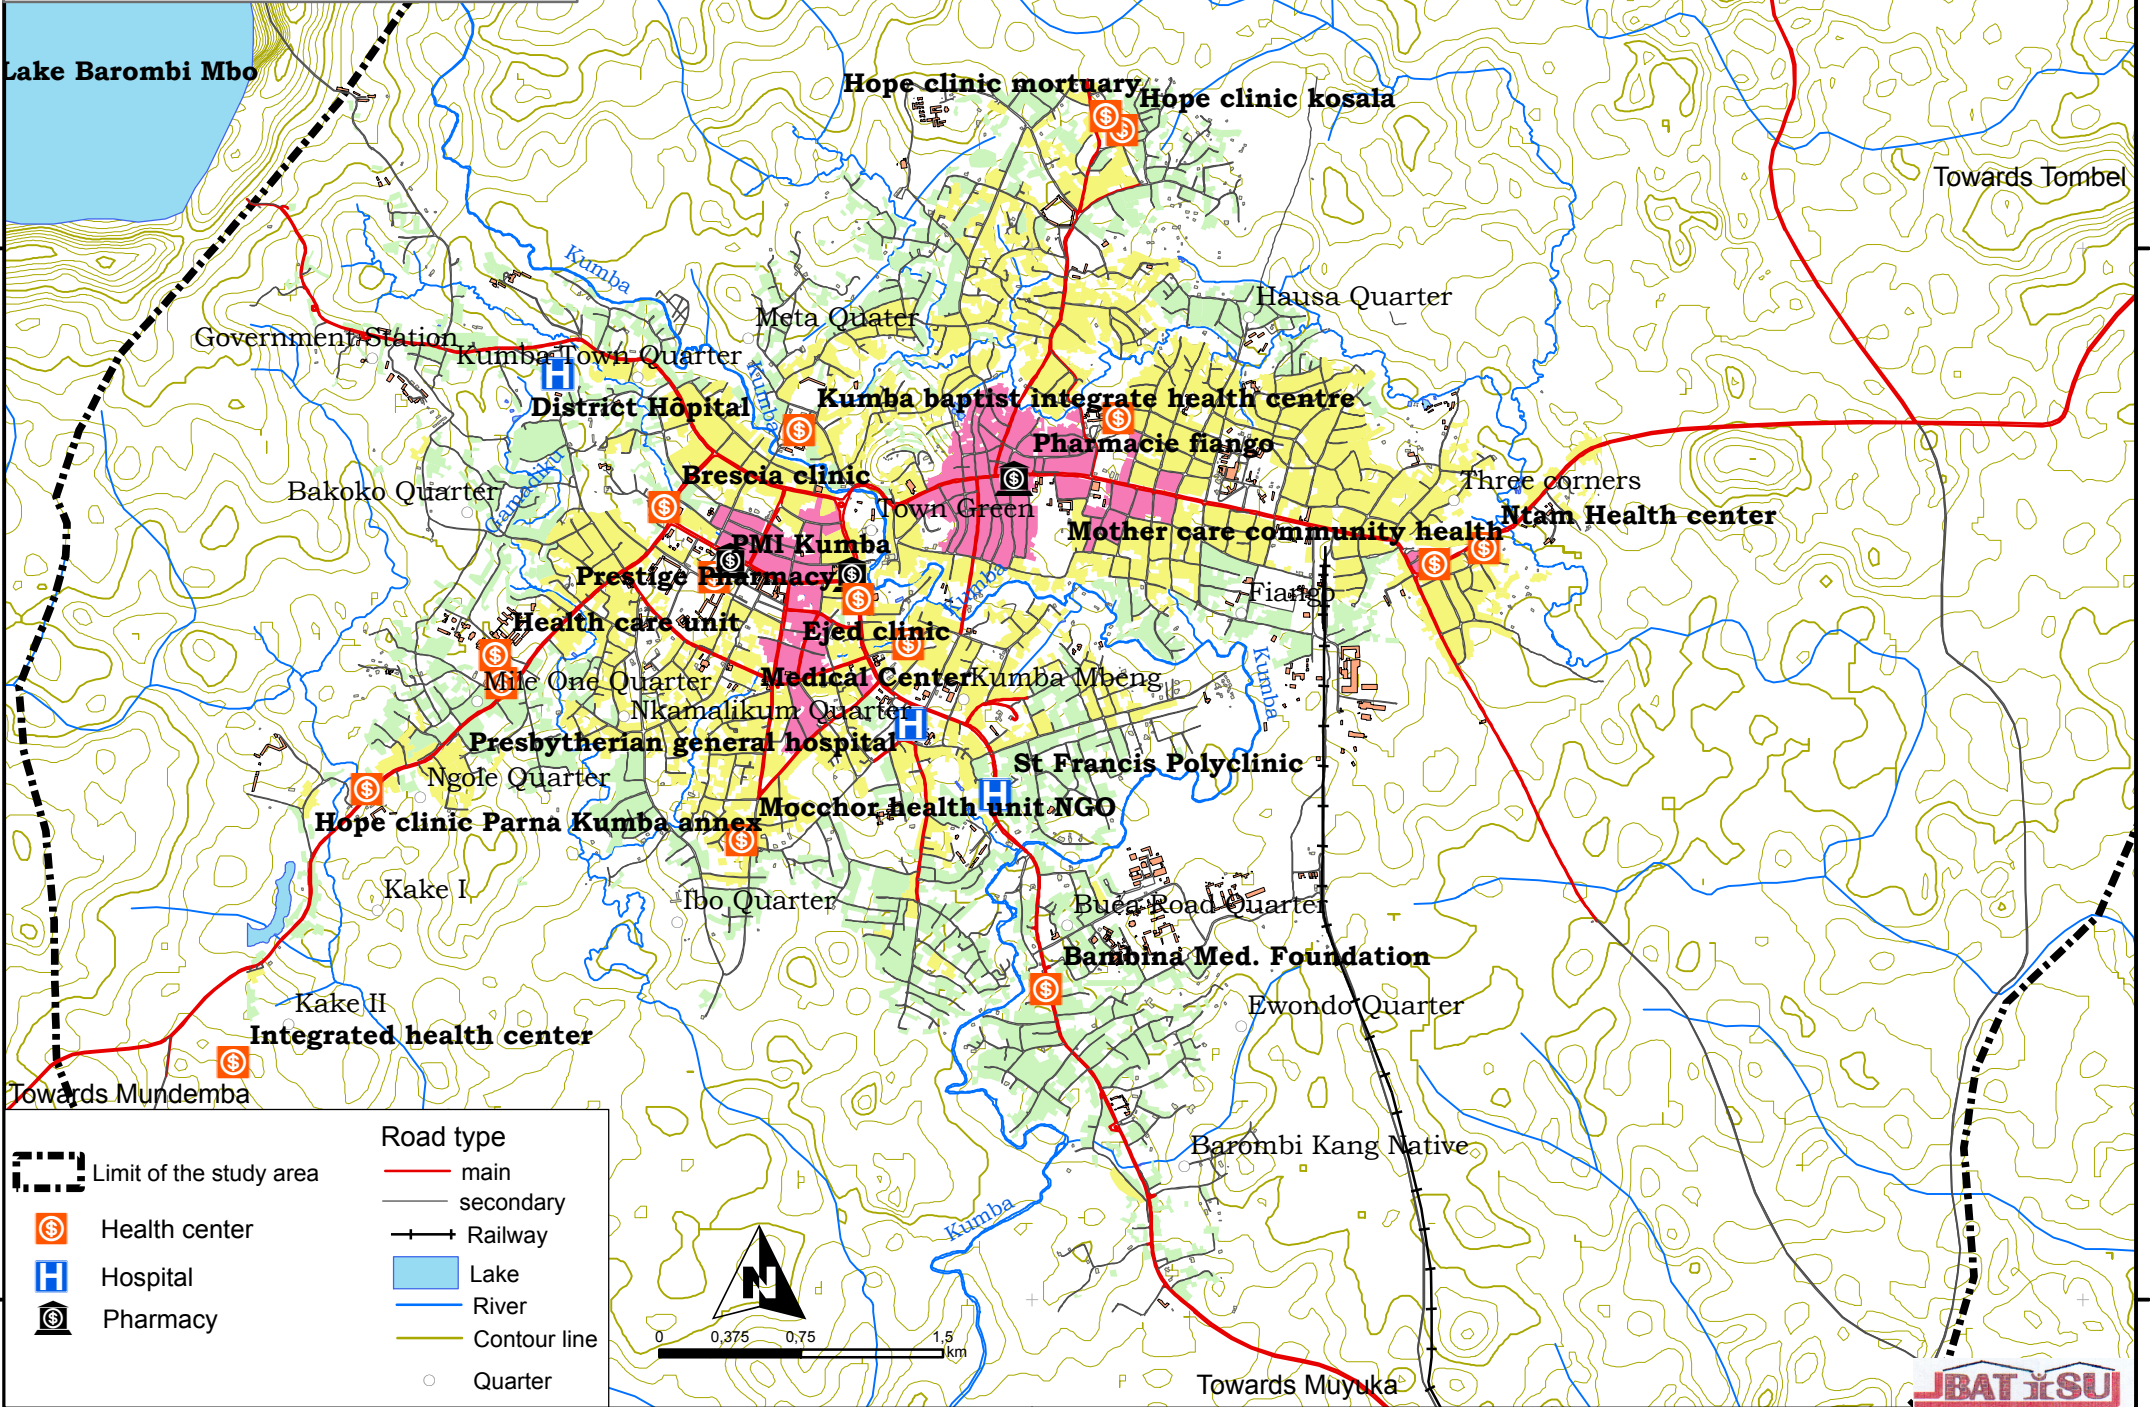 Lake Barombi Mbo
Hope clinic mortuary
Hope clinic kosala
Towards Tombel
Kumba
Hausa Quarter
Meta Quater
Government Station
Kumba Town Quarter
Kumba
District Hopital
Kumba baptist integrate health centre
Pharmacie fiango
Brescia clinic
Three corners
Bakoko Quarter
Gamadiku
Town Green
Ntam Health center
Mother care community health
PMI Kumba
Prestige Pharmacy
Kumba
Fiango
Health care unit
Ejed clinic
Mile One Quarter
Medical Center
Kumba Mbeng
Kumba
Nkamalikum Quarter
Presbytherian general hospital
St Francis Polyclinic
Ngole Quarter
Mocchor health unit NGO
Hope clinic Parna Kumba annex
Kake I
Ibo Quarter
Buea Road Quarter
Bambina Med. Foundation
Kake II
Ewondo Quarter
Integrated health center
Towards Mundemba
Barombi Kang Native
Kumba
Towards Muyuka
Limit of the study area
Health center
Hospital
Pharmacy
Road type
main
secondary
Railway
Lake
River
Contour line
Quarter
N
0 0,375 0,75 1,5
km
BATiSU